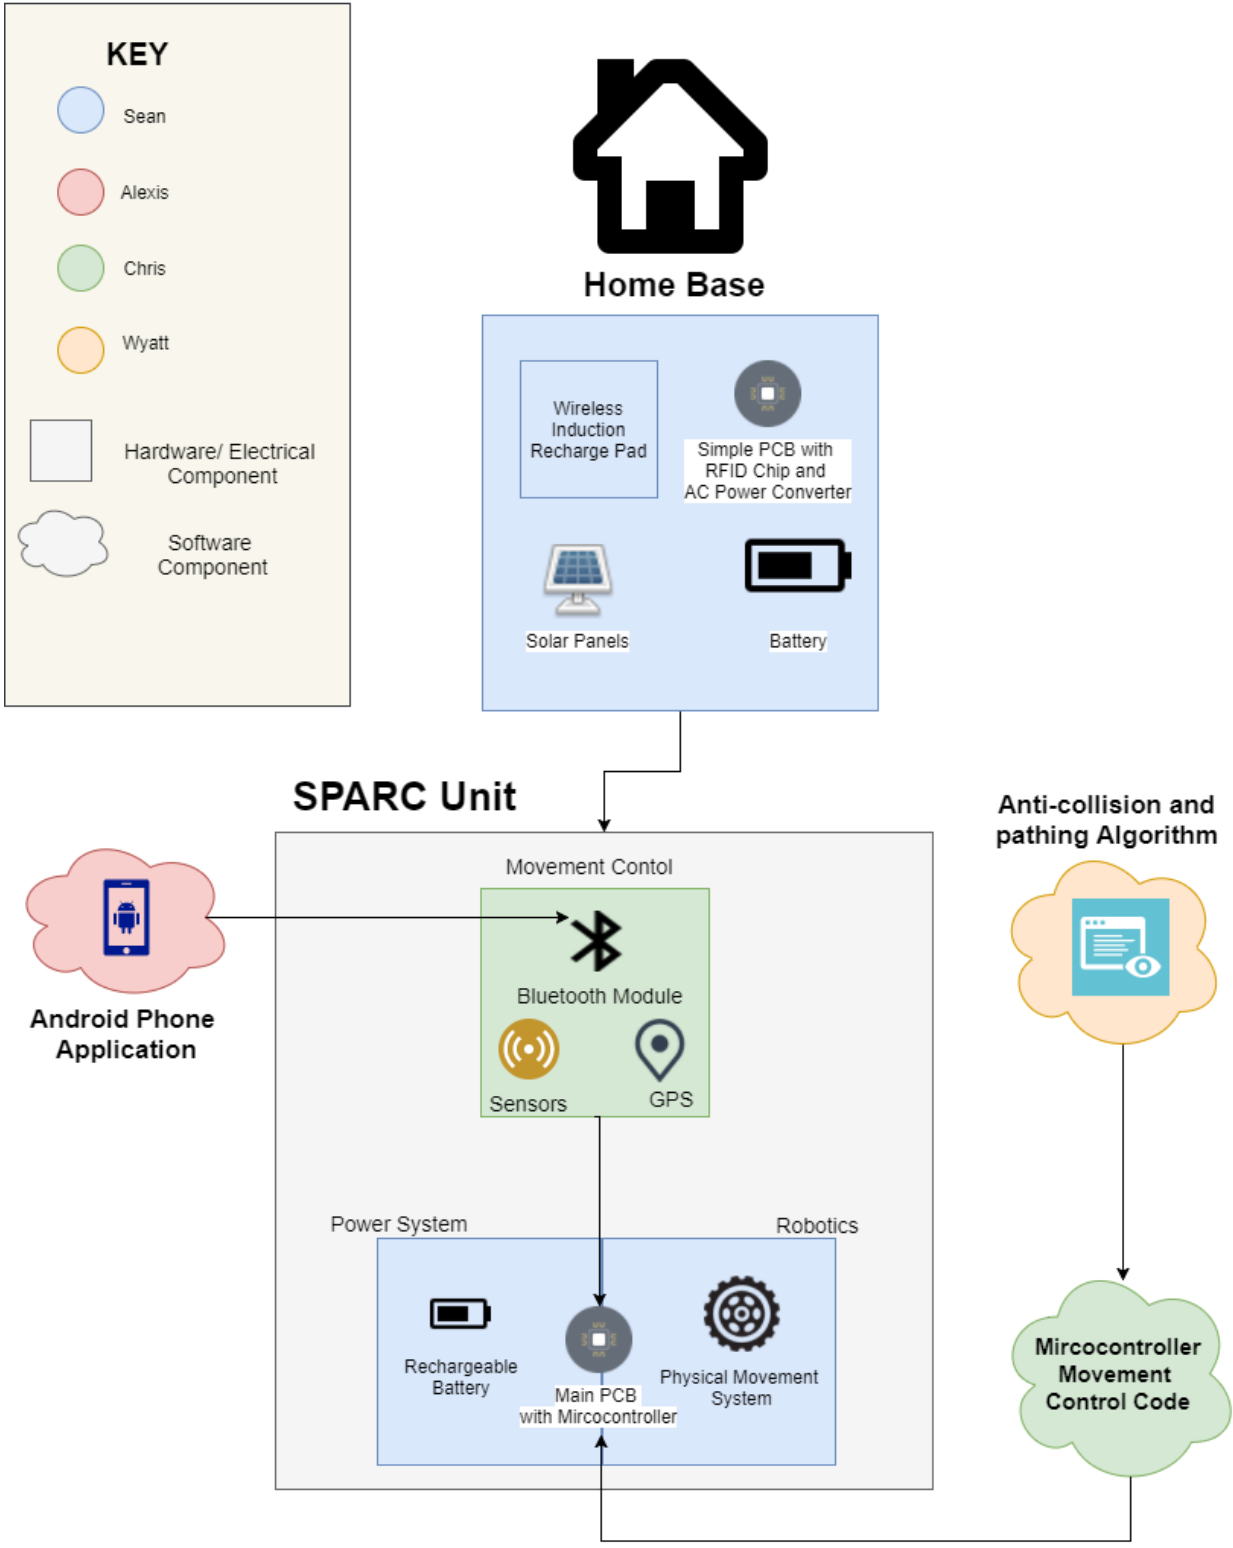 KEY
Sean
Alexis
Chris
Wyatt
Hardware/ Electrical
Component
Software
Component
Home Base
Wireless
Induction
Recharge Pad
Simple PCB with
RFID Chip and
AC Power Converter
Solar Panels
Battery
SPARC Unit
Movement Contol
Bluetooth Module
Sensors
GPS
Android Phone
Application
Anti-collision and
pathing Algorithm
Power System
Robotics
Rechargeable
Battery
Main PCB
with Mircocontroller
Physical Movement
System
Mircocontroller
Movement
Control Code